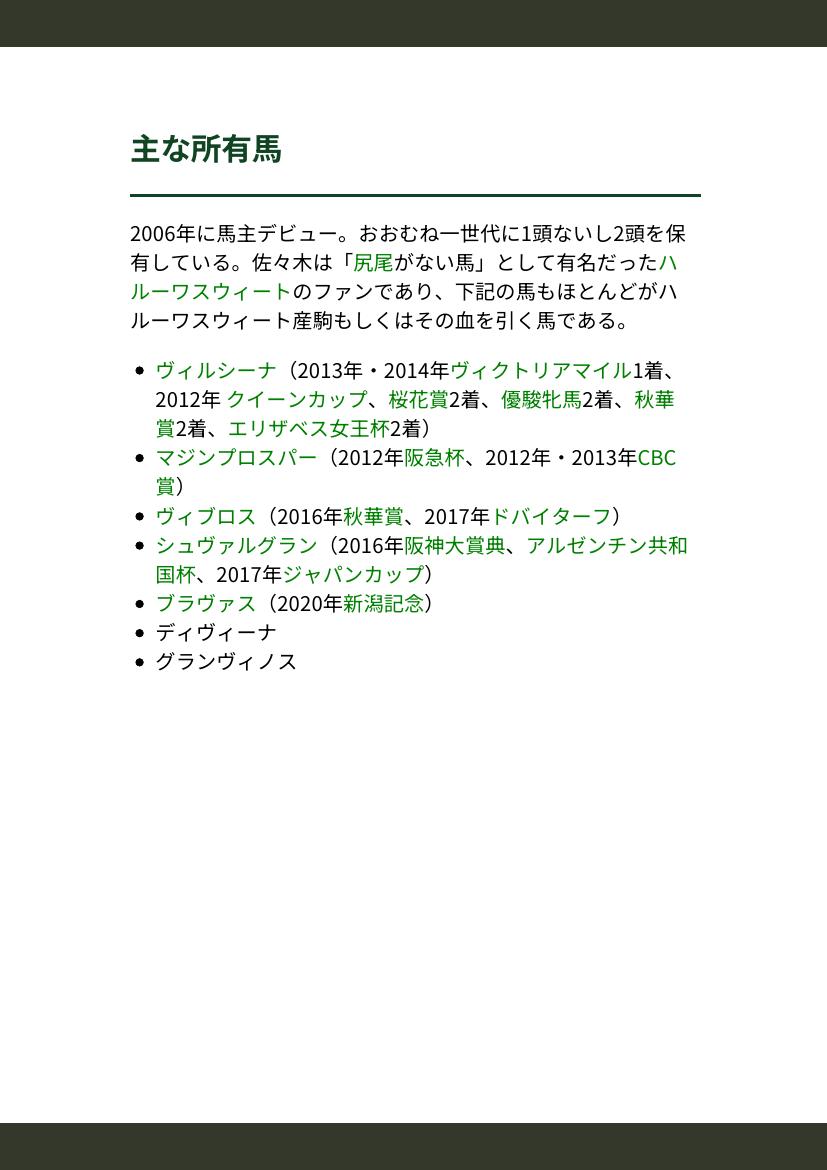 主な所有馬
2006年に馬主デビュー。おおむね一世代に1頭ないし2頭を保
有している。佐々木は「尻尾がない馬」として有名だったハ
ルーワスウィートのファンであり、下記の馬もほとんどがハ
ルーワスウィート産駒もしくはその血を引く馬である。
• ヴィルシーナ（2013年・2014年ヴィクトリアマイル1着、
2012年 クイーンカップ、桜花賞2着、優駿牝馬2着、秋華
賞2着、エリザベス女王杯2着）
• マジンプロスパー（2012年阪急杯、2012年・2013年CBC
賞）
• ヴィブロス（2016年秋華賞、2017年ドバイターフ）
• シュヴァルグラン（2016年阪神大賞典、アルゼンチン共和
国杯、2017年ジャパンカップ）
• ブラヴァス（2020年新潟記念）
• ディヴィーナ
• グランヴィノス